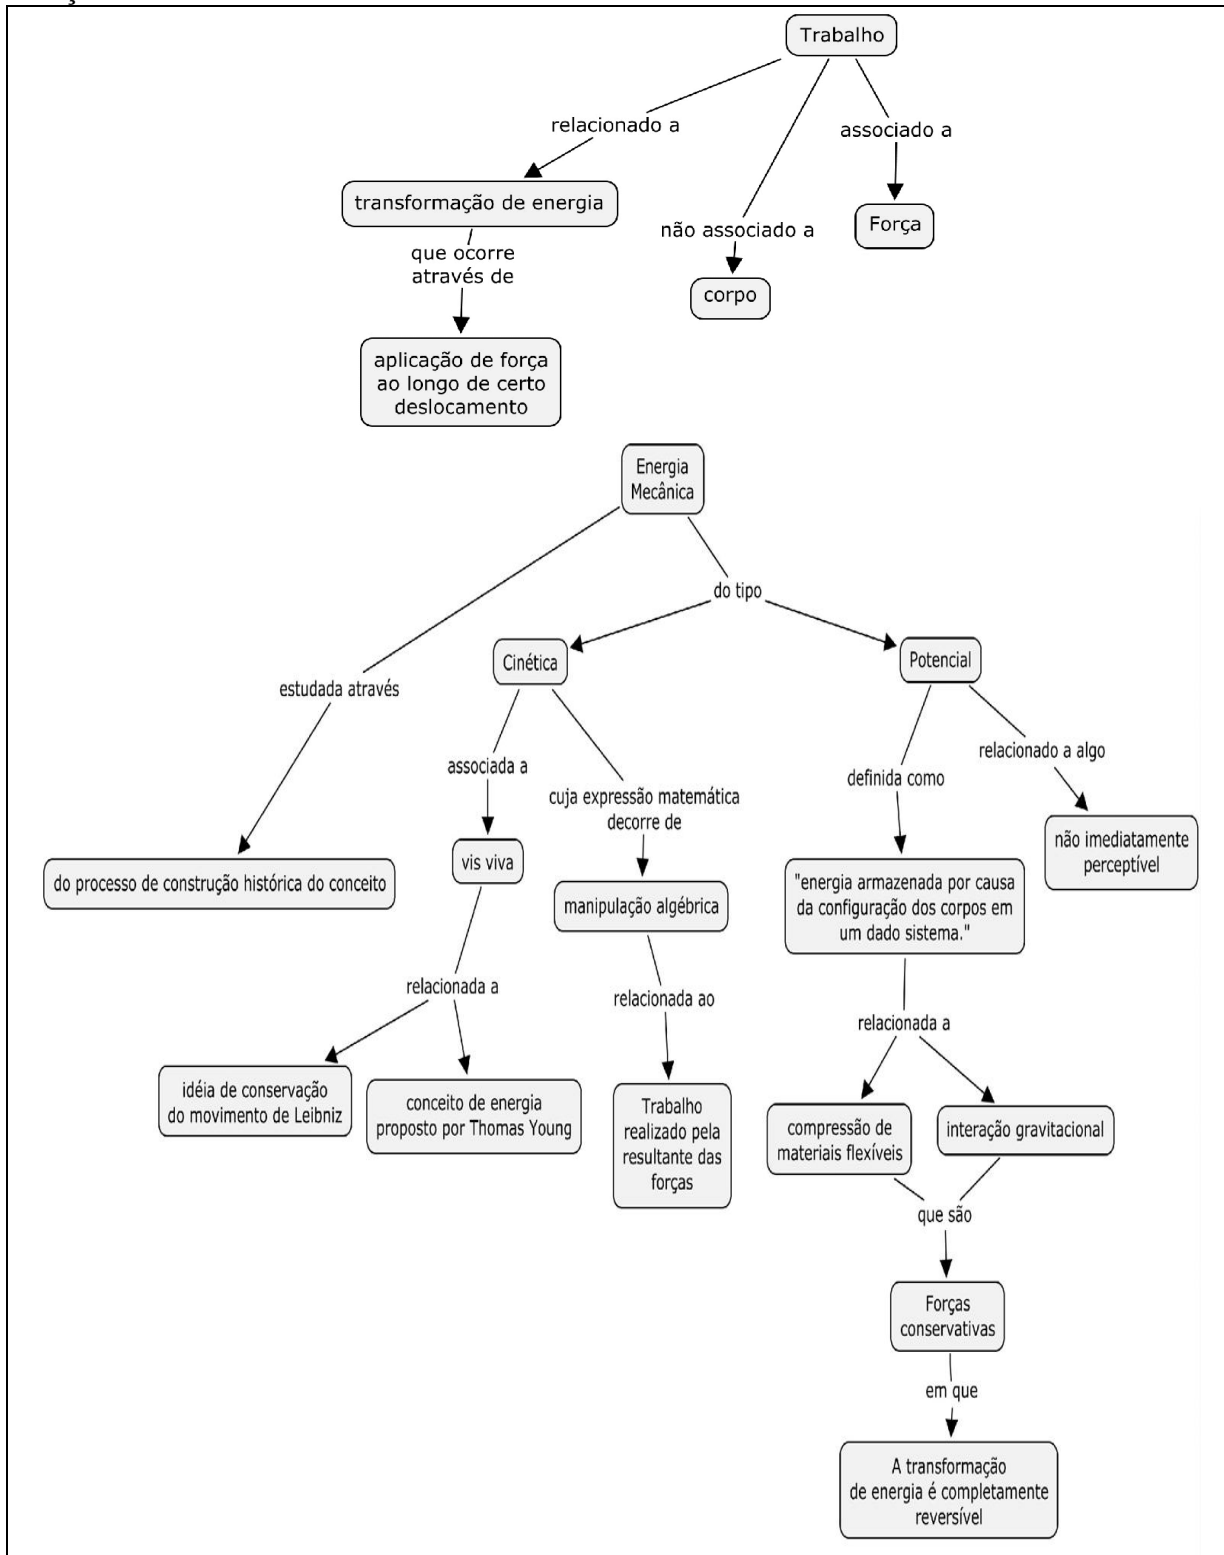 Trabalho
relacionado a
associado a
transformação de energia
Força
não associado a
que ocorre
através de
corpo
aplicação de força
ao longo de certo
deslocamento
Energia
Mecânica
do tipo
Cinética
Potencial
estudada através
associada a
relacionado a algo
definida como
cuja expressão matemática
decorre de
não imediatamente
perceptível
vis viva
do processo de construção histórica do conceito
manipulação algébrica
"energia armazenada por causa
da configuração dos corpos em
um dado sistema."
relacionada a
relacionada ao
relacionada a
idéia de conservação
do movimento de Leibniz
conceito de energia
proposto por Thomas Young
Trabalho
realizado pela
resultante das
forças
compressão de
materiais flexíveis
interação gravitacional
que são
Forças
conservativas
em que
A transformação
de energia é completamente
reversível